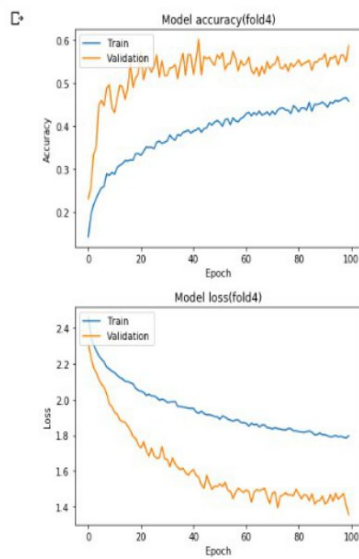 Model accuracy(fold4)
Train
Validation
0.6
0.5
0.4
0.3
0.2
Accuracy
0 20 40 60 80 100
Epoch
Model loss(fold4)
Train
Validation
2.4
2.2
2.0
1.8
1.6
1.4
Loss
0 20 40 60 80 100
Epoch